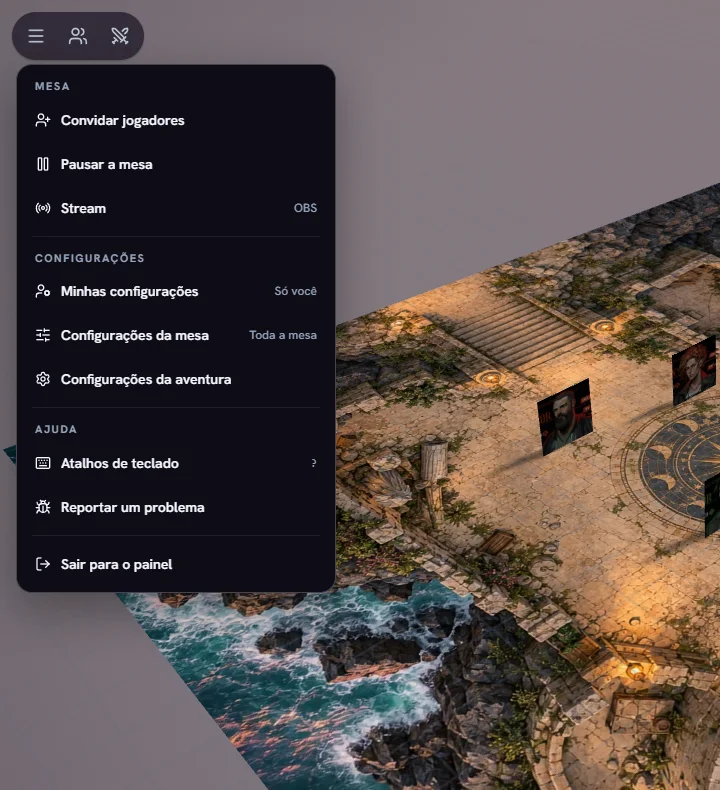 MESA
Convidar jogadores
Pausar a mesa
Stream OBS
CONFIGURAÇÕES
Minhas configurações Só você
Configurações da mesa Toda a mesa
Configurações da aventura
AJUDA
Atalhos de teclado ?
Reportar um problema
Sair para o painel